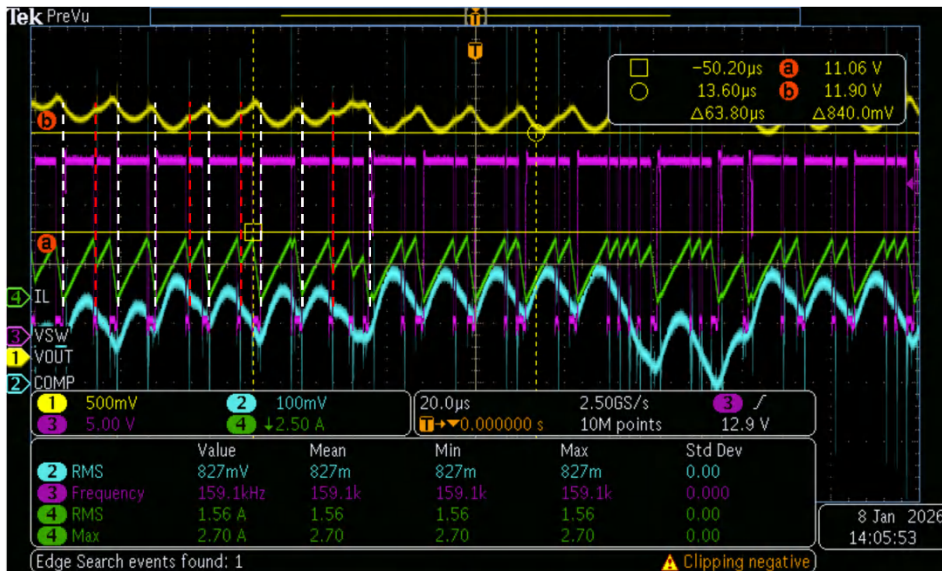 Tek PreVu
T
T
−50.20µs a 11.06 V
13.60µs b 11.90 V
Δ63.80µs Δ840.0mV
b
a
4 IL
3 VSW
1 VOUT
2 COMP
1 500mV 2 100mV
3 5.00 V 4 ↓2.50 A
20.0µs 2.50GS/s 3 ∫
T→▼0.000000 s 10M points 12.9 V
Value Mean Min Max Std Dev
2 RMS 827mV 827m 827m 827m 0.00
3 Frequency 159.1kHz 159.1k 159.1k 159.1k 0.000
4 RMS 1.56 A 1.56 1.56 1.56 0.00
4 Max 2.70 A 2.70 2.70 2.70 0.00
8 Jan 2026
14:05:53
Edge Search events found: 1 Clipping negative